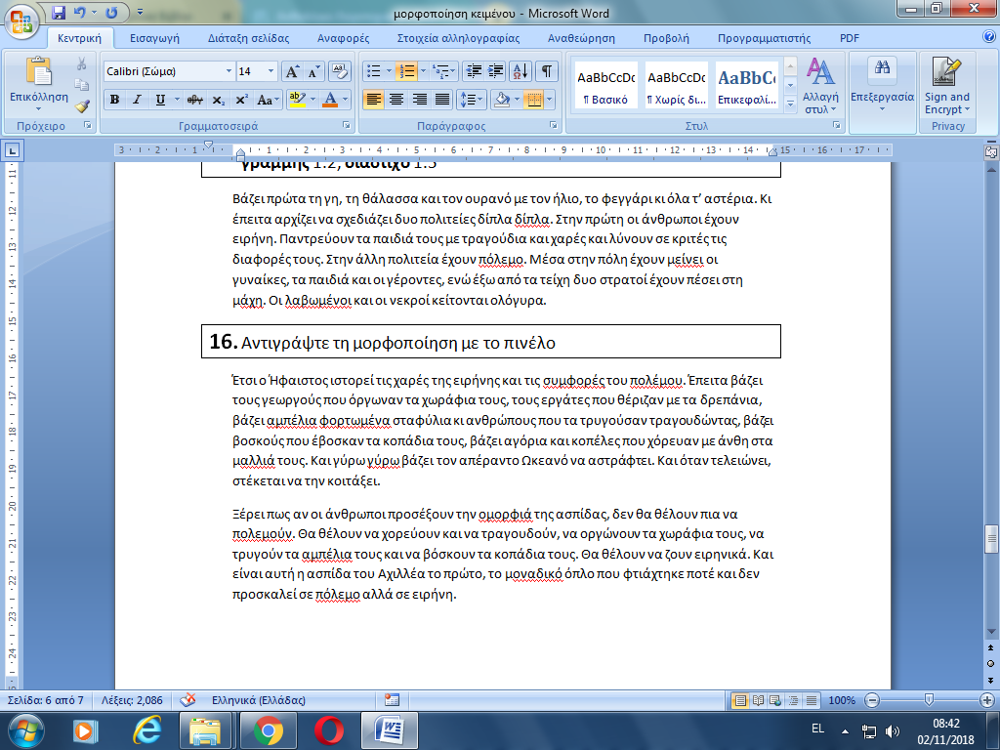 μορφοποίηση κειμένου - Microsoft Word
Κεντρική Εισαγωγή Διάταξη σελίδας Αναφορές Στοιχεία αλληλογραφίας Αναθεώρηση Προβολή Προγραμματιστής PDF
Επικόλληση
Πρόχειρο
Calibri (Σώμα) 14
Γραμματοσειρά
Παράγραφος
AaBbCcDc AaBbCcDc AaBbC
¶ Βασικό ¶ Χωρίς δι... Επικεφαλί...
Αλλαγή στυλ
Στυλ
Επεξεργασία
Sign and Encrypt
Privacy
γραμμής 1.2, διάστιχο 1.5
Βάζει πρώτα τη γη, τη θάλασσα και τον ουρανό με τον ήλιο, το φεγγάρι κι όλα τ’ αστέρια. Κι
έπειτα αρχίζει να σχεδιάζει δυο πολιτείες δίπλα δίπλα. Στην πρώτη οι άνθρωποι έχουν
ειρήνη. Παντρεύουν τα παιδιά τους με τραγούδια και χαρές και λύνουν σε κριτές τις
διαφορές τους. Στην άλλη πολιτεία έχουν πόλεμο. Μέσα στην πόλη έχουν μείνει οι
γυναίκες, τα παιδιά και οι γέροντες, ενώ έξω από τα τείχη δυο στρατοί έχουν πέσει στη
μάχη. Οι λαβωμένοι και οι νεκροί κείτονται ολόγυρα.
16. Αντιγράψτε τη μορφοποίηση με το πινέλο
Έτσι ο Ήφαιστος ιστορεί τις χαρές της ειρήνης και τις συμφορές του πολέμου. Έπειτα βάζει
τους γεωργούς που όργωναν τα χωράφια τους, τους εργάτες που θέριζαν με τα δρεπάνια,
βάζει αμπέλια φορτωμένα σταφύλια κι ανθρώπους που τα τρυγούσαν τραγουδώντας, βάζει
βοσκούς που έβοσκαν τα κοπάδια τους, βάζει αγόρια και κοπέλες που χόρευαν με άνθη στα
μαλλιά τους. Και γύρω γύρω βάζει τον απέραντο Ωκεανό να αστράφτει. Και όταν τελειώνει,
στέκεται να την κοιτάξει.
Ξέρει πως αν οι άνθρωποι προσέξουν την ομορφιά της ασπίδας, δεν θα θέλουν πια να
πολεμούν. Θα θέλουν να χορεύουν και να τραγουδούν, να οργώνουν τα χωράφια τους, να
τρυγούν τα αμπέλια τους και να βόσκουν τα κοπάδια τους. Θα θέλουν να ζουν ειρηνικά. Και
είναι αυτή η ασπίδα του Αχιλλέα το πρώτο, το μοναδικό όπλο που φτιάχτηκε ποτέ και δεν
προσκαλεί σε πόλεμο αλλά σε ειρήνη.
Σελίδα: 6 από 7 Λέξεις: 2,086 Ελληνικά (Ελλάδας) 100%
EL 08:42
02/11/2018